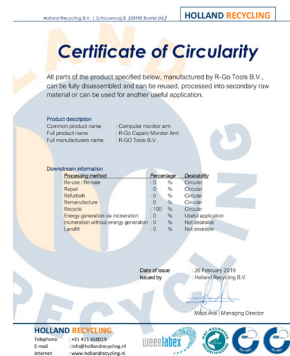 Holland Recycling B.V. | Schouwrooij 8, 5281RE Boxtel (NL)
HOLLAND RECYCLING
Certificate of Circularity
All parts of the product specified below, manufactured by R-Go Tools B.V.,
can be fully disassembled and can be reused, processed into secondary raw
material or can be used for another useful application.
Product description
Common product name : Computer monitor arm
Full product name : R-Go Caparo Monitor Arm
Full manufacturers name : R-GO Tools B.V.
Downstream information
Processing method Percentage Desirability
Re-use / Re-sale : 0 % Circular
Repair : 0 % Circular
Refurbish : 0 % Circular
Remanufacture : 0 % Circular
Recycle : 100 % Circular
Energy generation via incineration : 0 % Useful application
Incineration without energy generation : 0 % Not desirable
Landfill : 0 % Not desirable
Date of issue : 26 February 2019
Issued by : Holland Recycling B.V.
| Managing Director
HOLLAND RECYCLING
Telephone : +31 411 650019
E-mail : info@hollandrecycling.nl
Internet : www.hollandrecycling.nl
weeelabex